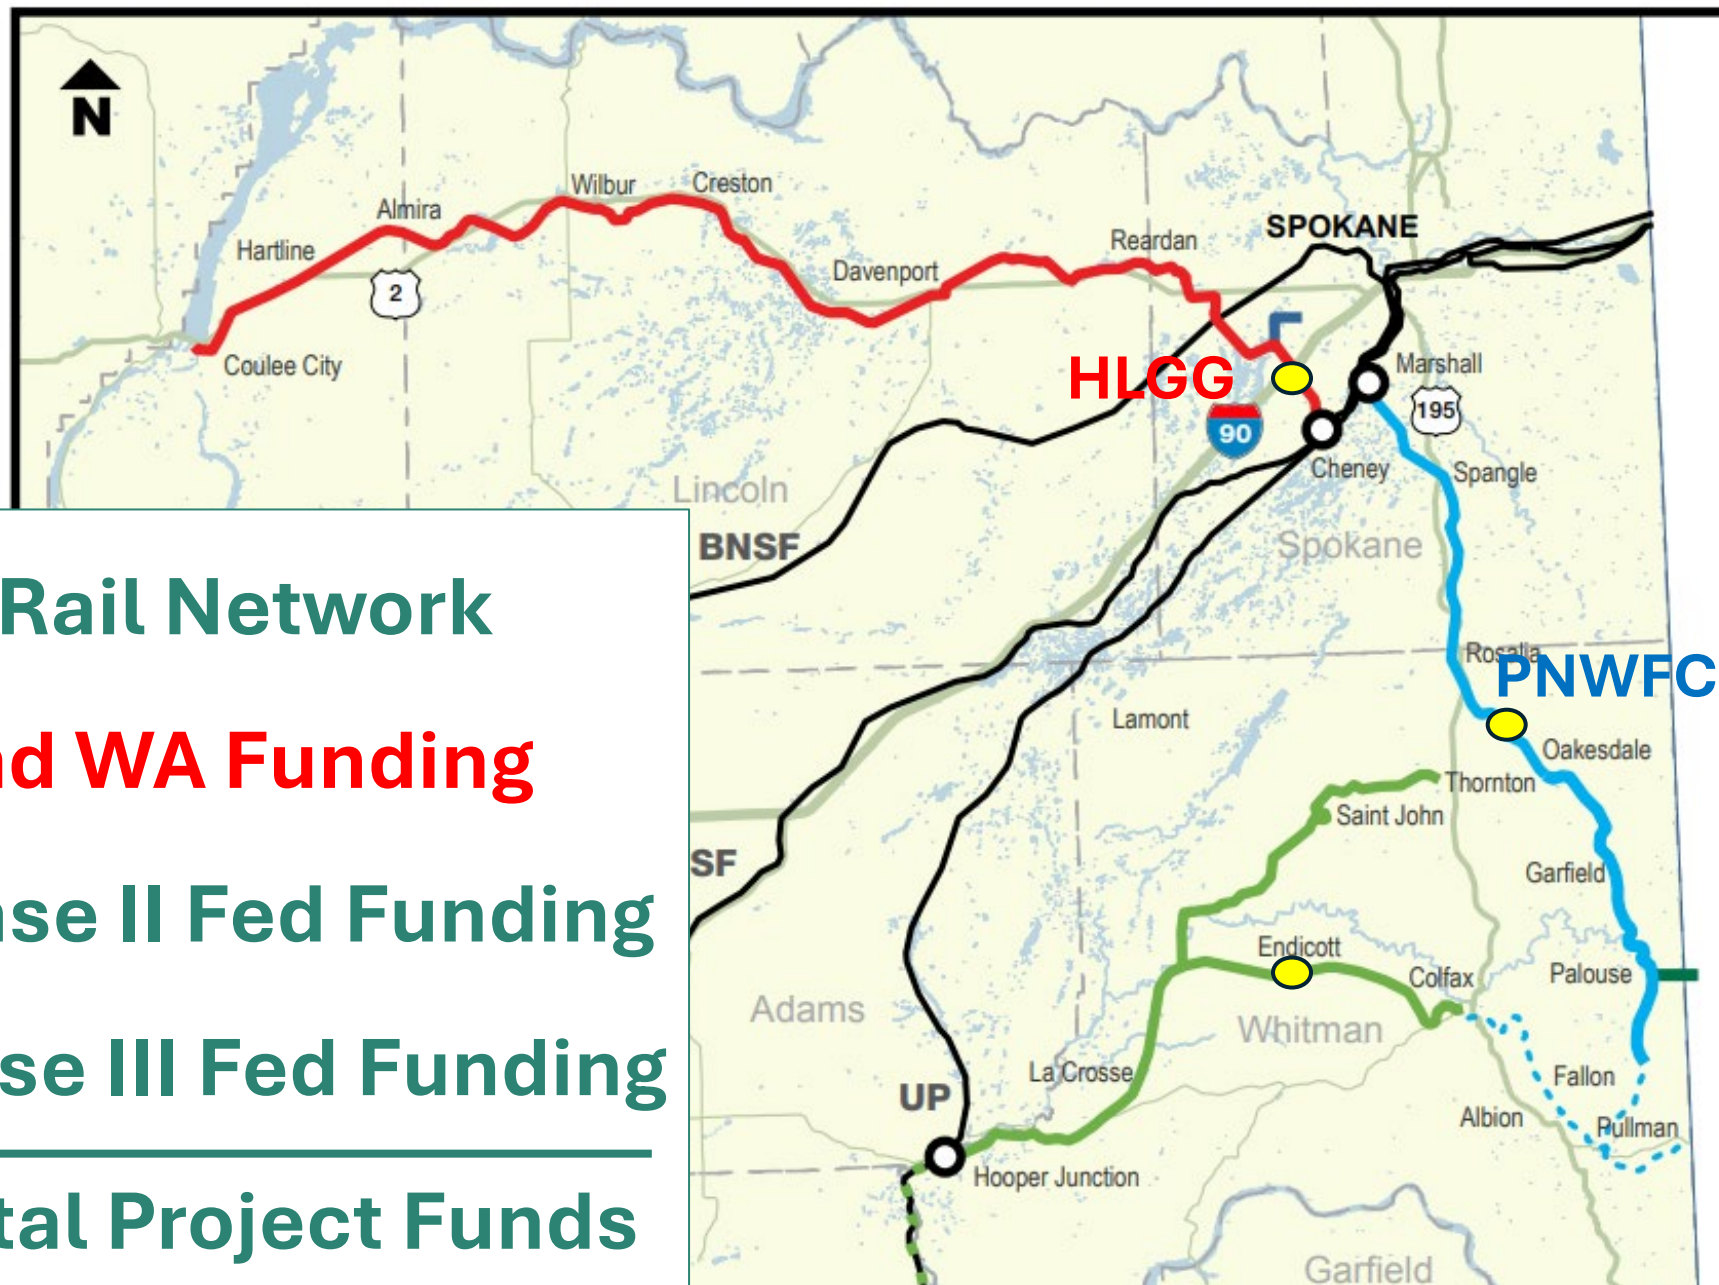 N
Wilbur
Creston
Almira
Hartline
2
Coulee City
Davenport
Reardan
SPOKANE
HLGG
90
Marshall
195
Cheney
Spangle
Lincoln
BNSF
Spokane
Rail Network
Rosalia
PNWFC
Lamont
nd WA Funding
Oakesdale
Thornton
Saint John
SF
Garfield
ase II Fed Funding
Endicott
Colfax
Palouse
Adams
Whitman
La Crosse
UP
se III Fed Funding
Fallon
Albion
Pullman
Hooper Junction
tal Project Funds
Garfield